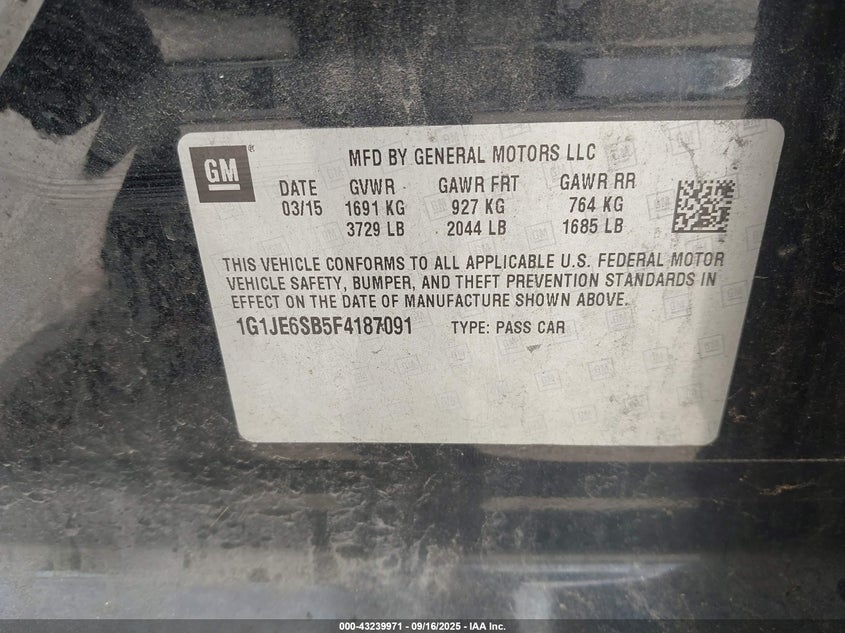 GM
MFD BY GENERAL MOTORS LLC
DATE GVWR GAWR FRT GAWR RR
03/15 1691 KG 927 KG 764 KG
3729 LB 2044 LB 1685 LB
THIS VEHICLE CONFORMS TO ALL APPLICABLE U.S. FEDERAL MOTOR
VEHICLE SAFETY, BUMPER, AND THEFT PREVENTION STANDARDS IN
EFFECT ON THE DATE OF MANUFACTURE SHOWN ABOVE.
1G1JE6SB5F4187091 TYPE: PASS CAR
000-43239971 - 09/16/2025 - IAA Inc.